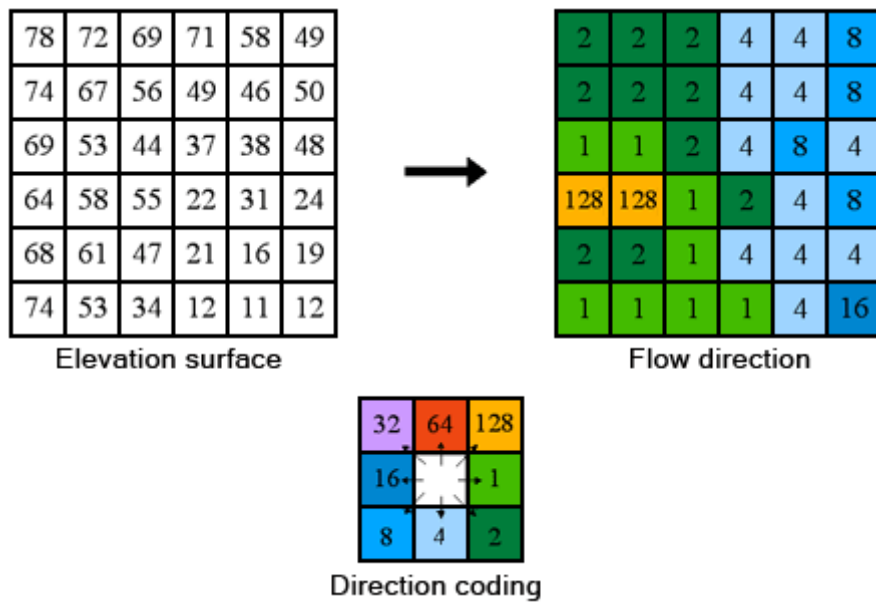 78 72 69 71 58 49
74 67 56 49 46 50
69 53 44 37 38 48
64 58 55 22 31 24
68 61 47 21 16 19
74 53 34 12 11 12
Elevation surface
2 2 2 4 4 8
2 2 2 4 4 8
1 1 2 4 8 4
128 128 1 2 4 8
2 2 1 4 4 4
1 1 1 1 4 16
Flow direction
32 64 128
16 1
8 4 2
Direction coding